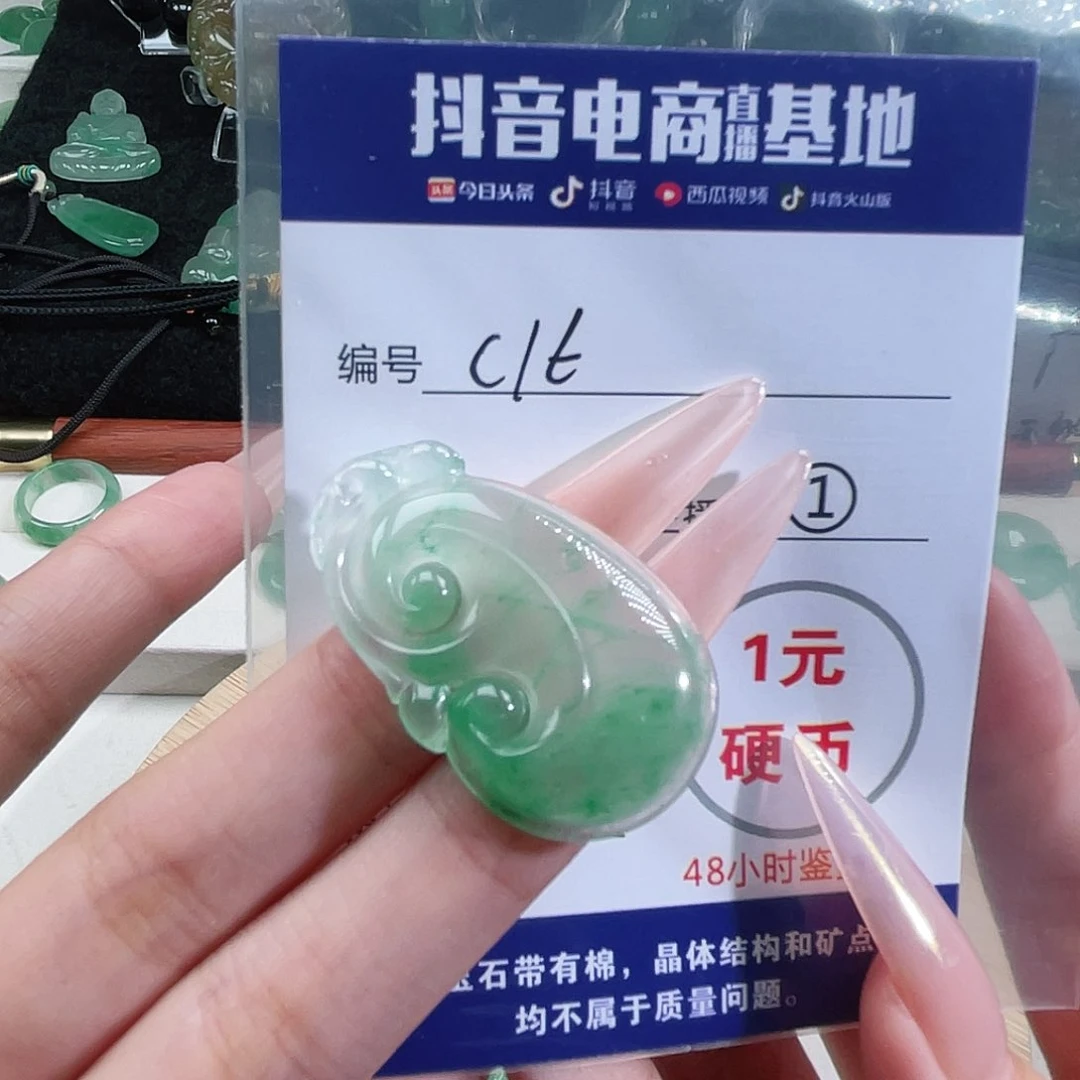 抖音电商直播基地
今日头条 抖音 西瓜视频 抖音火山版
编号 c/t
①
1元
硬币
48小时鉴
玉石带有棉，晶体结构和矿点
均不属于质量问题。